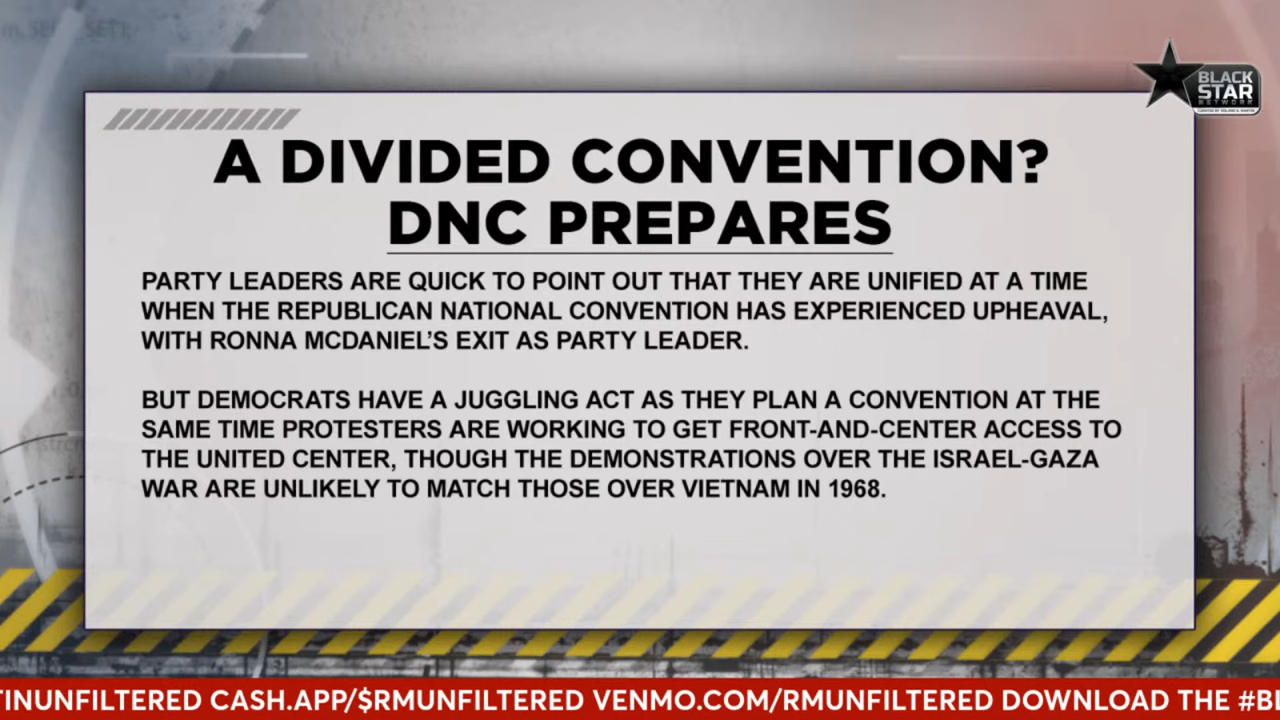 BLACK
STAR
NETWORK
A DIVIDED CONVENTION?
DNC PREPARES
PARTY LEADERS ARE QUICK TO POINT OUT THAT THEY ARE UNIFIED AT A TIME
WHEN THE REPUBLICAN NATIONAL CONVENTION HAS EXPERIENCED UPHEAVAL,
WITH RONNA MCDANIEL'S EXIT AS PARTY LEADER.
BUT DEMOCRATS HAVE A JUGGLING ACT AS THEY PLAN A CONVENTION AT THE
SAME TIME PROTESTERS ARE WORKING TO GET FRONT-AND-CENTER ACCESS TO
THE UNITED CENTER, THOUGH THE DEMONSTRATIONS OVER THE ISRAEL-GAZA
WAR ARE UNLIKELY TO MATCH THOSE OVER VIETNAM IN 1968.
TINUNFILTERED CASH.APP/$RMUNFILTERED VENMO.COM/RMUNFILTERED DOWNLOAD THE #BL